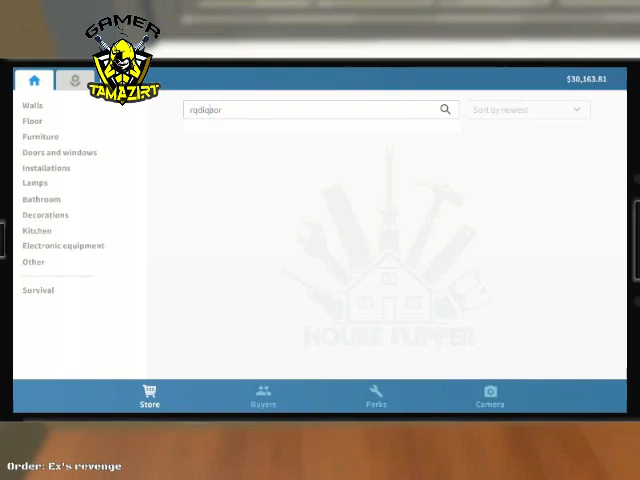 GAMER
TAMAZIRT
$30,163.81
Sort by newest
Walls
Floor
Furniture
Doors and windows
Installations
Lamps
Bathroom
Decorations
Kitchen
Electronic equipment
Other
Survival
HOUSE FLIPPER
Store
Buyers
Perks
Camera
Order: Ex's revenge